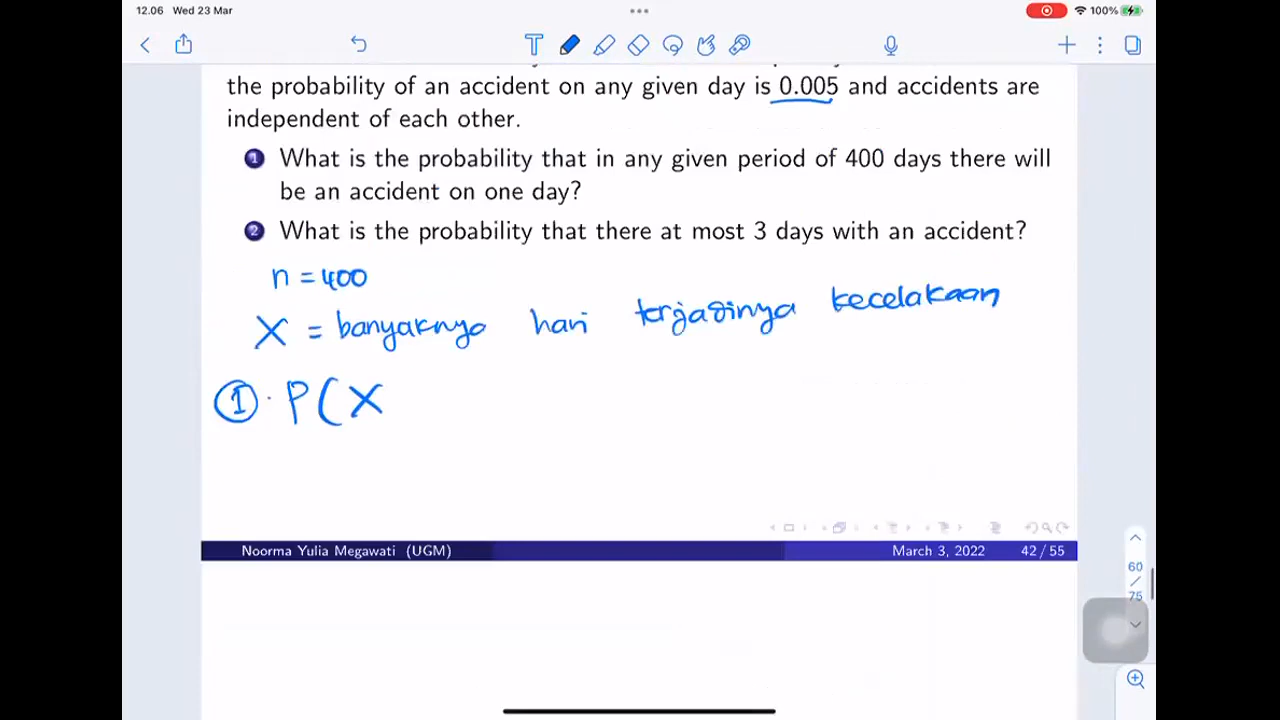 12.06 Wed 23 Mar
100%
the probability of an accident on any given day is 0.005 and accidents are
independent of each other.
1 What is the probability that in any given period of 400 days there will
be an accident on one day?
2 What is the probability that there at most 3 days with an accident?
n = 400
X = banyaknya hari terjadinya kecelakaan
1. P(X
Noorma Yulia Megawati (UGM) March 3, 2022 42 / 55
60
/
75